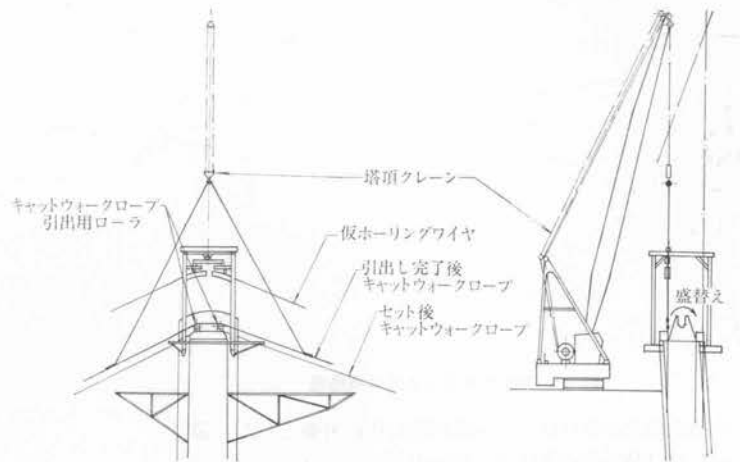 塔頂クレーン
キャットウォークロープ
引出用ローラ
仮ホーリングワイヤ
引出し完了後
キャットウォークロープ
セット後
キャットウォークロープ
盛替え